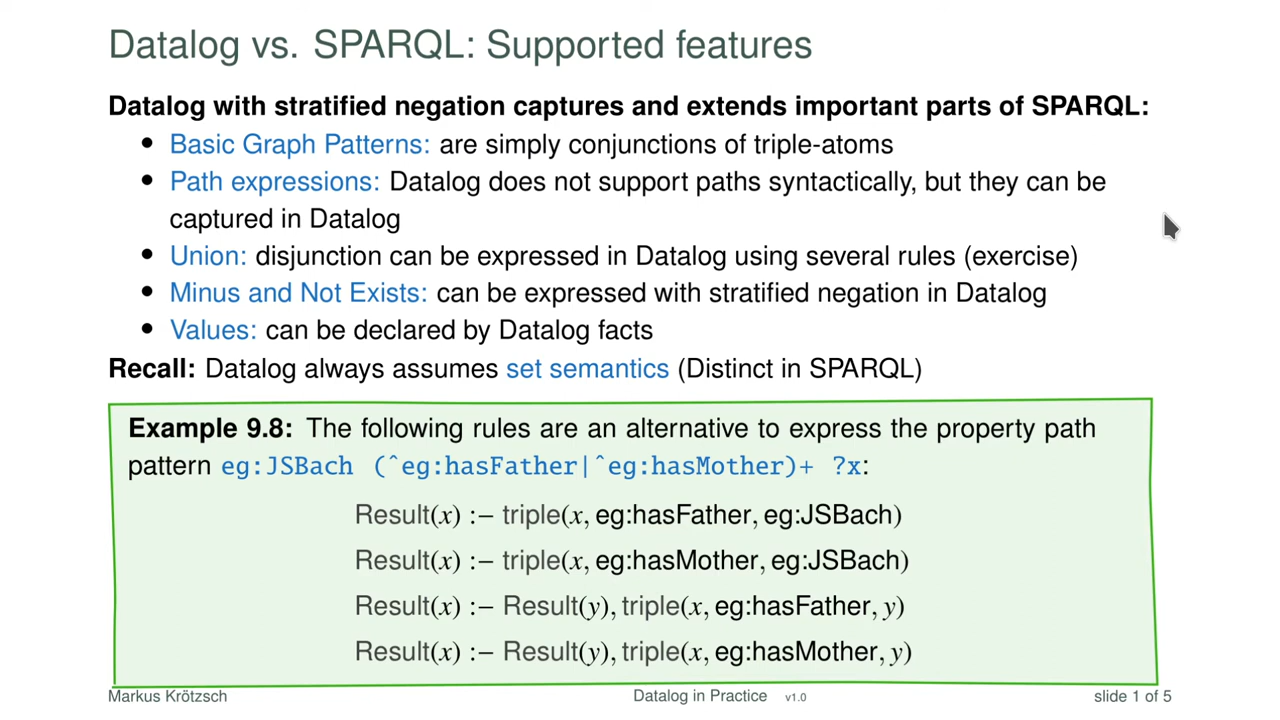 Datalog vs. SPARQL: Supported features
Datalog with stratified negation captures and extends important parts of SPARQL:
• Basic Graph Patterns: are simply conjunctions of triple-atoms
• Path expressions: Datalog does not support paths syntactically, but they can be
captured in Datalog
• Union: disjunction can be expressed in Datalog using several rules (exercise)
• Minus and Not Exists: can be expressed with stratified negation in Datalog
• Values: can be declared by Datalog facts
Recall: Datalog always assumes set semantics (Distinct in SPARQL)
Example 9.8: The following rules are an alternative to express the property path
pattern eg:JSBach (^eg:hasFather|^eg:hasMother)+ ?x:
Result(x) :– triple(x, eg:hasFather, eg:JSBach)
Result(x) :– triple(x, eg:hasMother, eg:JSBach)
Result(x) :– Result(y), triple(x, eg:hasFather, y)
Result(x) :– Result(y), triple(x, eg:hasMother, y)
Markus Krötzsch Datalog in Practice v1.0 slide 1 of 5